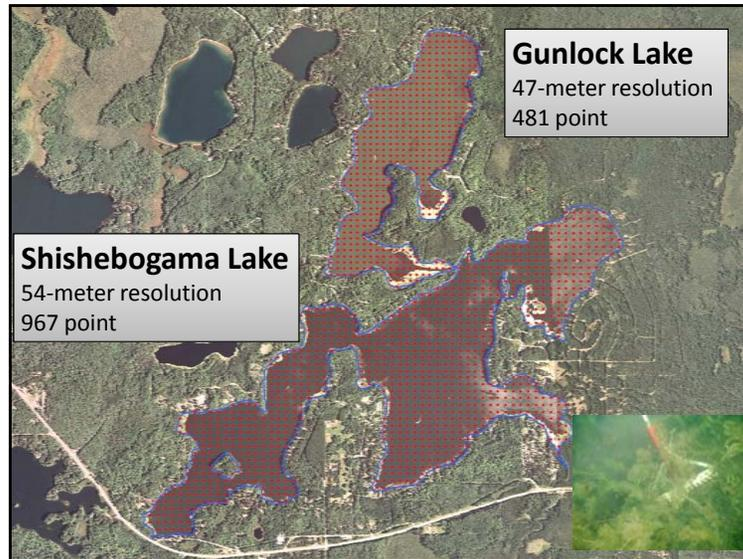 Gunlock Lake
47-meter resolution
481 point
Shishebogama Lake
54-meter resolution
967 point